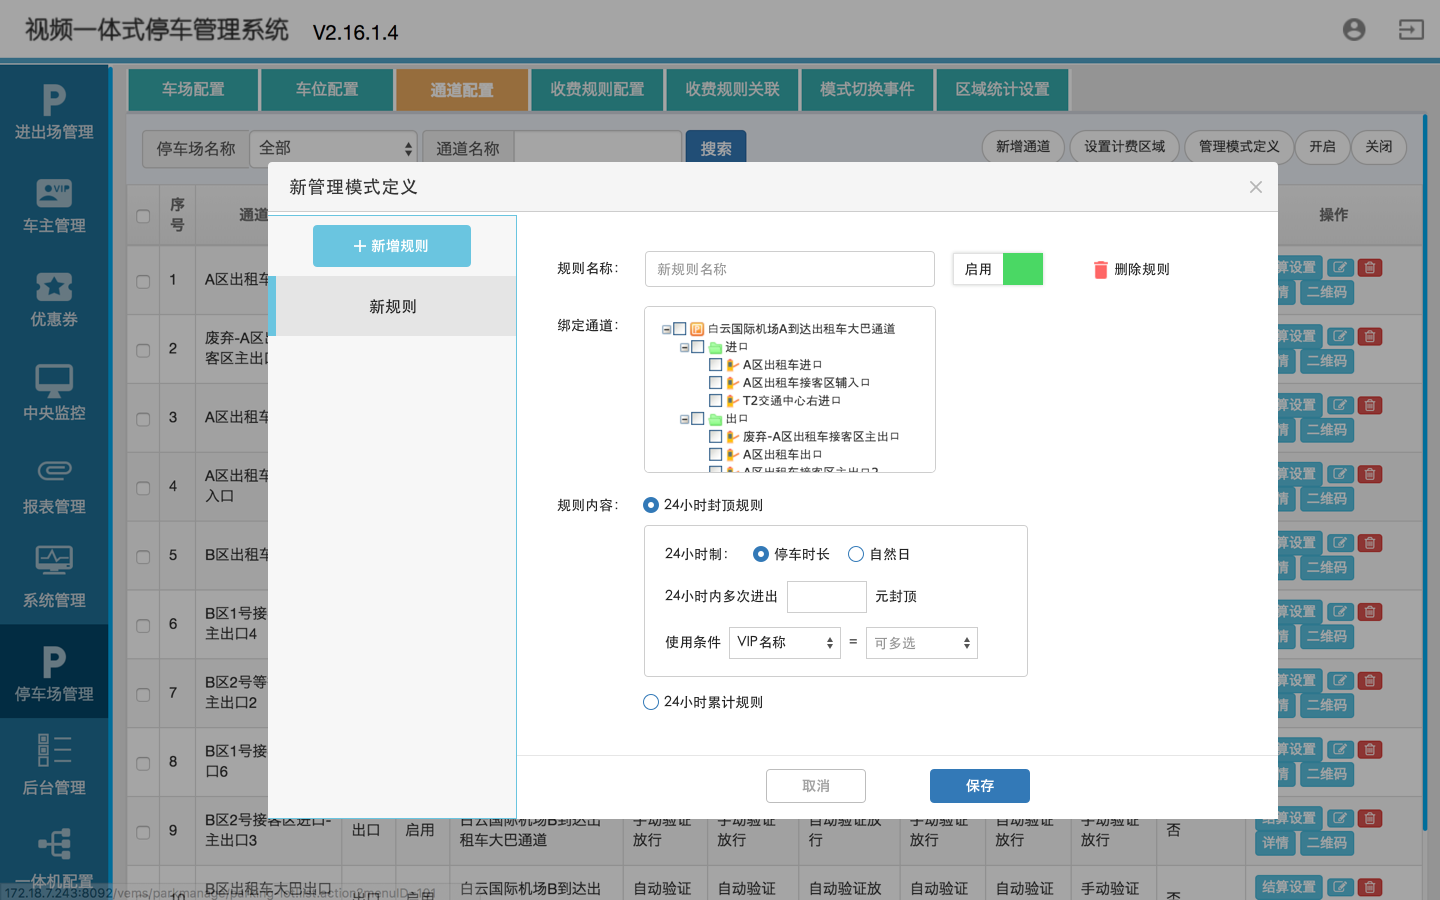 视频一体式停车管理系统 V2.16.1.4
进出场管理
车主管理
优惠券
中央监控
报表管理
系统管理
停车场管理
后台管理
一体机配置
172.18.7.243:8092/vems/parkmanage/parking-lot!list.action?menuID=101
车场配置 车位配置 通道配置 收费规则配置 收费规则关联 模式切换事件 区域统计设置
停车场名称 全部 通道名称 搜索 新增通道 设置计费区域 管理模式定义 开启 关闭
序号 通道 操作
1 A区出租车 算设置
情 二维码
2 废弃-A区出 算设置
客区主出口 情 二维码
3 A区出租车 算设置
情 二维码
4 A区出租车 算设置
入口 情 二维码
5 B区出租车 算设置
情 二维码
6 B区1号接 算设置
主出口4 情 二维码
7 B区2号等 算设置
主出口2 情 二维码
8 B区1号接 算设置
口6 情 二维码
9 B区2号接客区进口- 出口 启用 白云国际机场B到达出 手动验证 手动验证 自动验证放 手动验证 自动验证 手动验证 否 结算设置
主出口3 租车大巴通道 放行 放行 行 放行 放行 放行 详情 二维码
10 B区出租车大巴出口 出口 启用 白云国际机场B到达出 自动验证 自动验证 自动验证放 自动验证 自动验证 手动验证 否 结算设置
新管理模式定义 ×
+ 新增规则
新规则
规则名称： 新规则名称 启用 删除规则
绑定通道：
白云国际机场A到达出租车大巴通道
进口
A区出租车进口
A区出租车接客区辅入口
T2交通中心右进口
出口
废弃-A区出租车接客区主出口
A区出租车出口
A区出租车接客区主出口2
规则内容： 24小时封顶规则
24小时制： 停车时长 自然日
24小时内多次进出 元封顶
使用条件 VIP名称 = 可多选
24小时累计规则
取消 保存